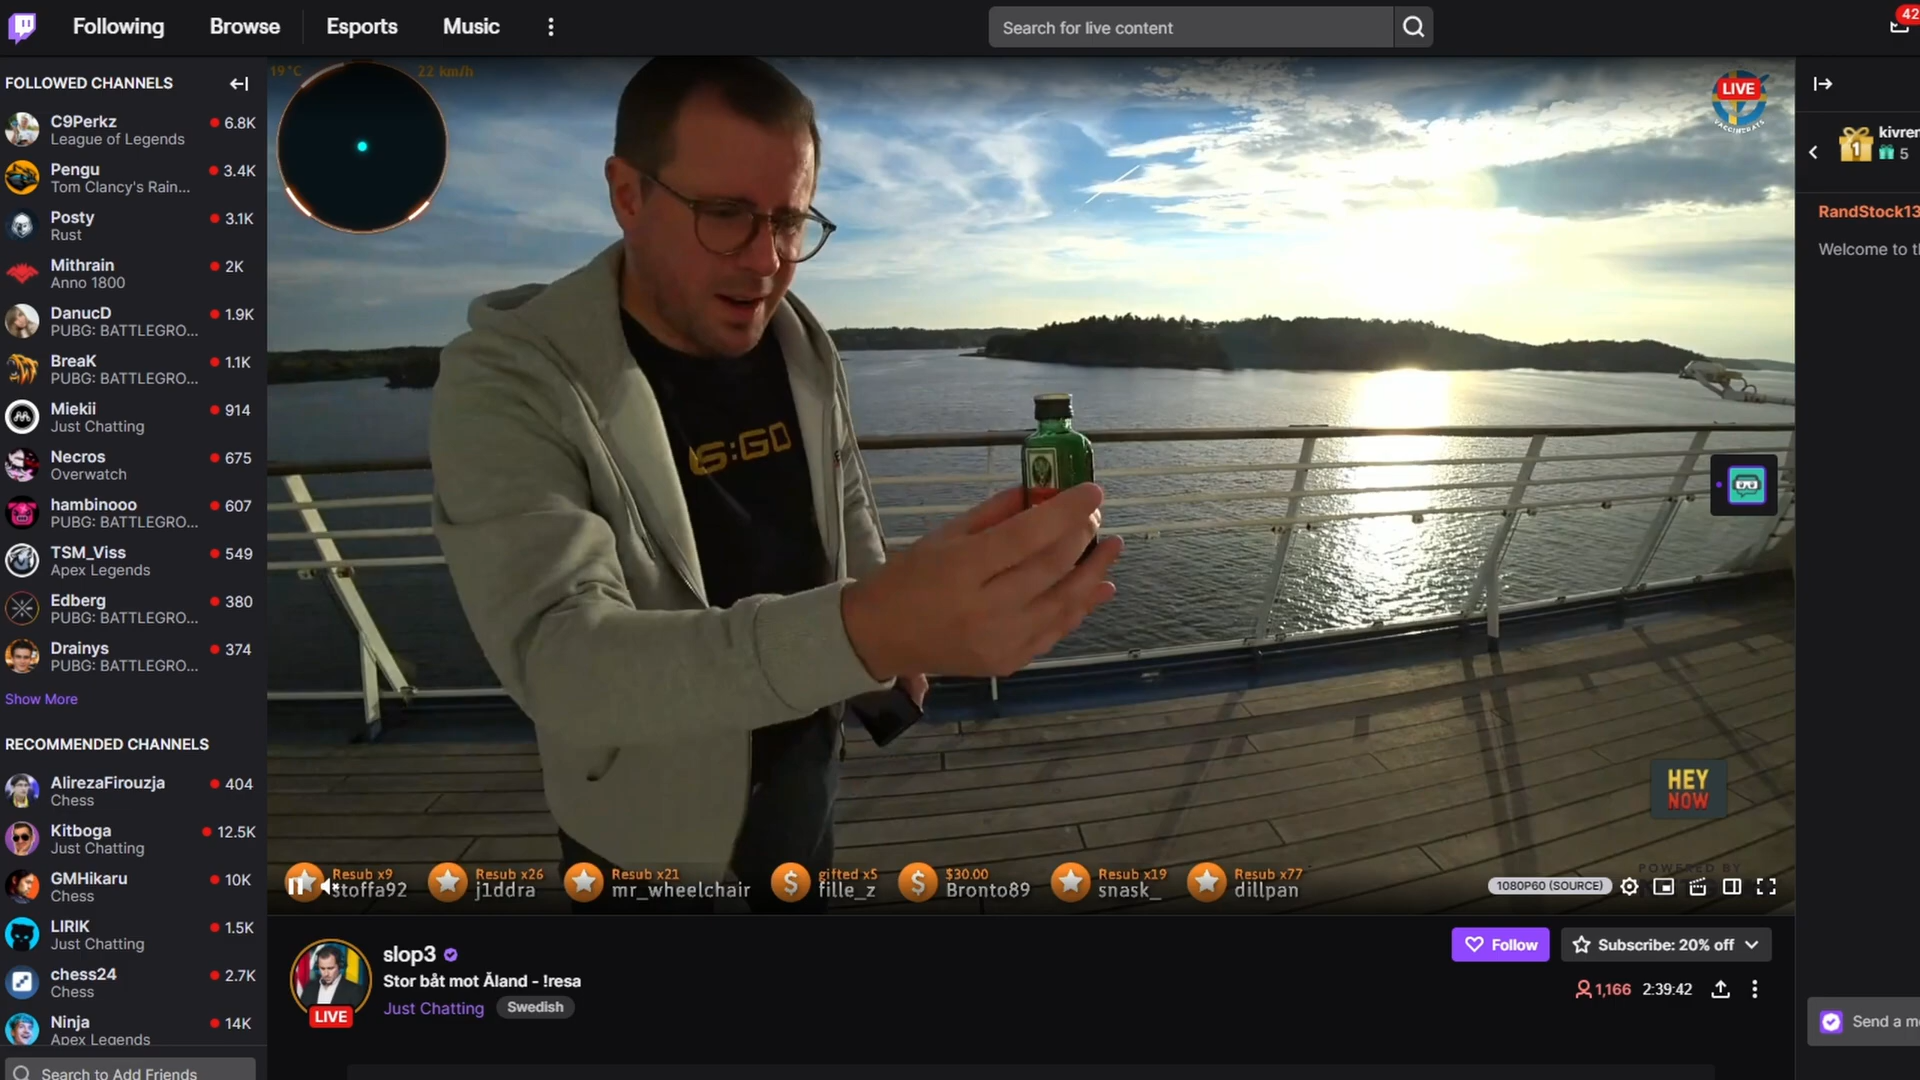 Following
Browse
Esports
Music
Search for live content
42
FOLLOWED CHANNELS
C9Perkz
League of Legends
6.8K
Pengu
Tom Clancy's Rain...
3.4K
Posty
Rust
3.1K
Mithrain
Anno 1800
2K
DanucD
PUBG: BATTLEGRO...
1.9K
BreaK
PUBG: BATTLEGRO...
1.1K
Miekii
Just Chatting
914
Necros
Overwatch
675
hambinooo
PUBG: BATTLEGRO...
607
TSM_Viss
Apex Legends
549
Edberg
PUBG: BATTLEGRO...
380
Drainys
PUBG: BATTLEGRO...
374
Show More
RECOMMENDED CHANNELS
AlirezaFirouzja
Chess
404
Kitboga
Just Chatting
12.5K
GMHikaru
Chess
10K
LIRIK
Just Chatting
1.5K
chess24
Chess
2.7K
Ninja
Apex Legends
14K
Search to Add Friends
19°C
22 km/h
LIVE
S:GO
HEY
NOW
POWERED BY
Resub x9
stoffa92
Resub x26
j1ddra
Resub x21
mr_wheelchair
gifted x5
fille_z
$30.00
Bronto89
Resub x19
snask_
Resub x77
dillpan
1080P60 (SOURCE)
slop3
Stor båt mot Åland - !resa
Just Chatting
Swedish
LIVE
Follow
Subscribe: 20% off
1,166
2:39:42
1
kivren
5
RandStock13
Welcome to th
Send a me